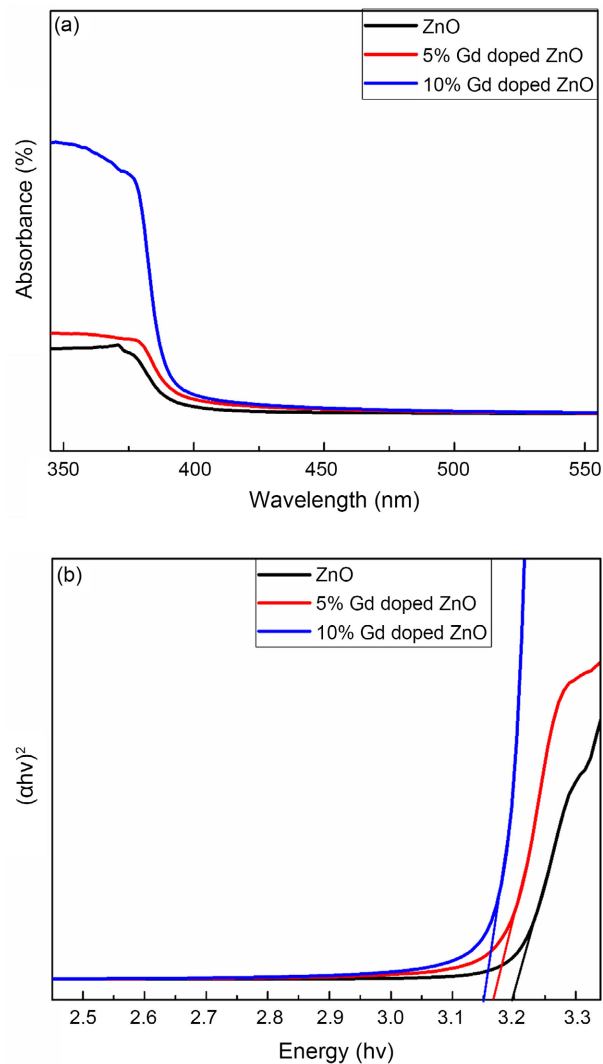 (a)
ZnO
5% Gd doped ZnO
10% Gd doped ZnO
Absorbance (%)
350 400 450 500 550
Wavelength (nm)
(b)
ZnO
5% Gd doped ZnO
10% Gd doped ZnO
(αhv)²
2.5 2.6 2.7 2.8 2.9 3.0 3.1 3.2 3.3
Energy (hv)